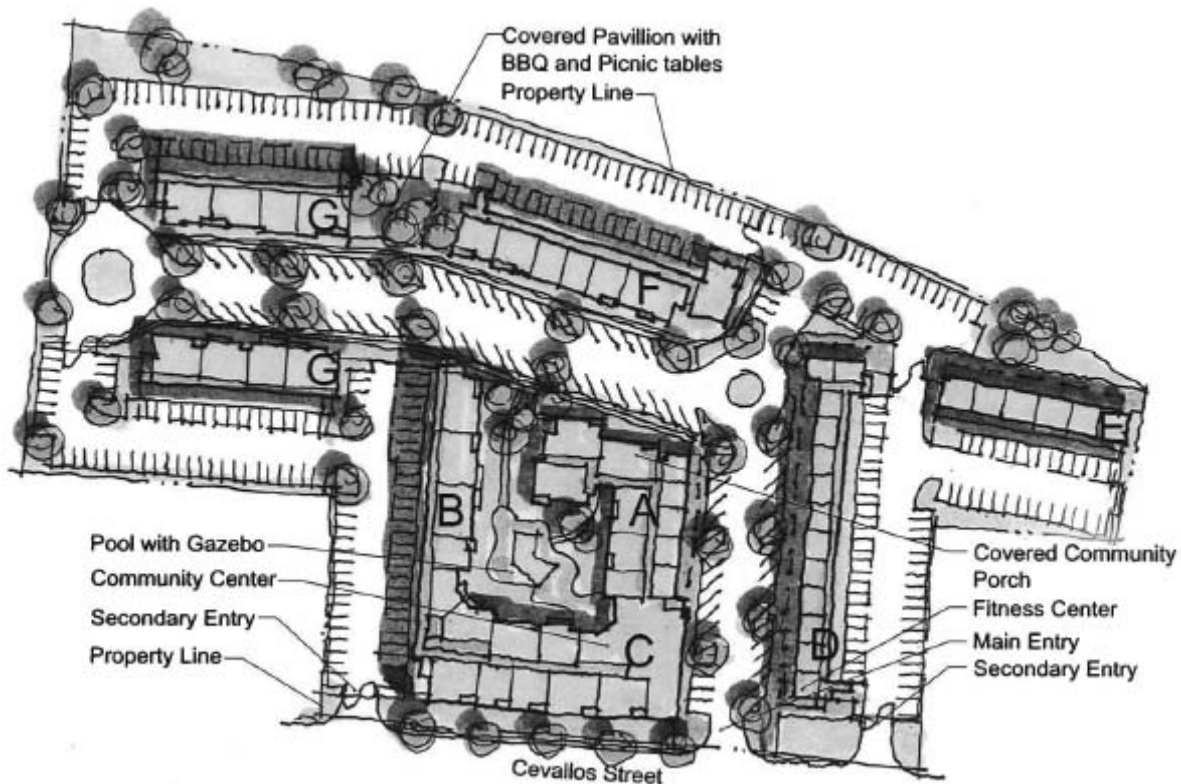 Covered Pavillion with
BBQ and Picnic tables
Property Line
G
F
G
E
B
A
Pool with Gazebo
Community Center
Secondary Entry
Property Line
Covered Community
Porch
Fitness Center
Main Entry
Secondary Entry
C
D
Cevallos Street